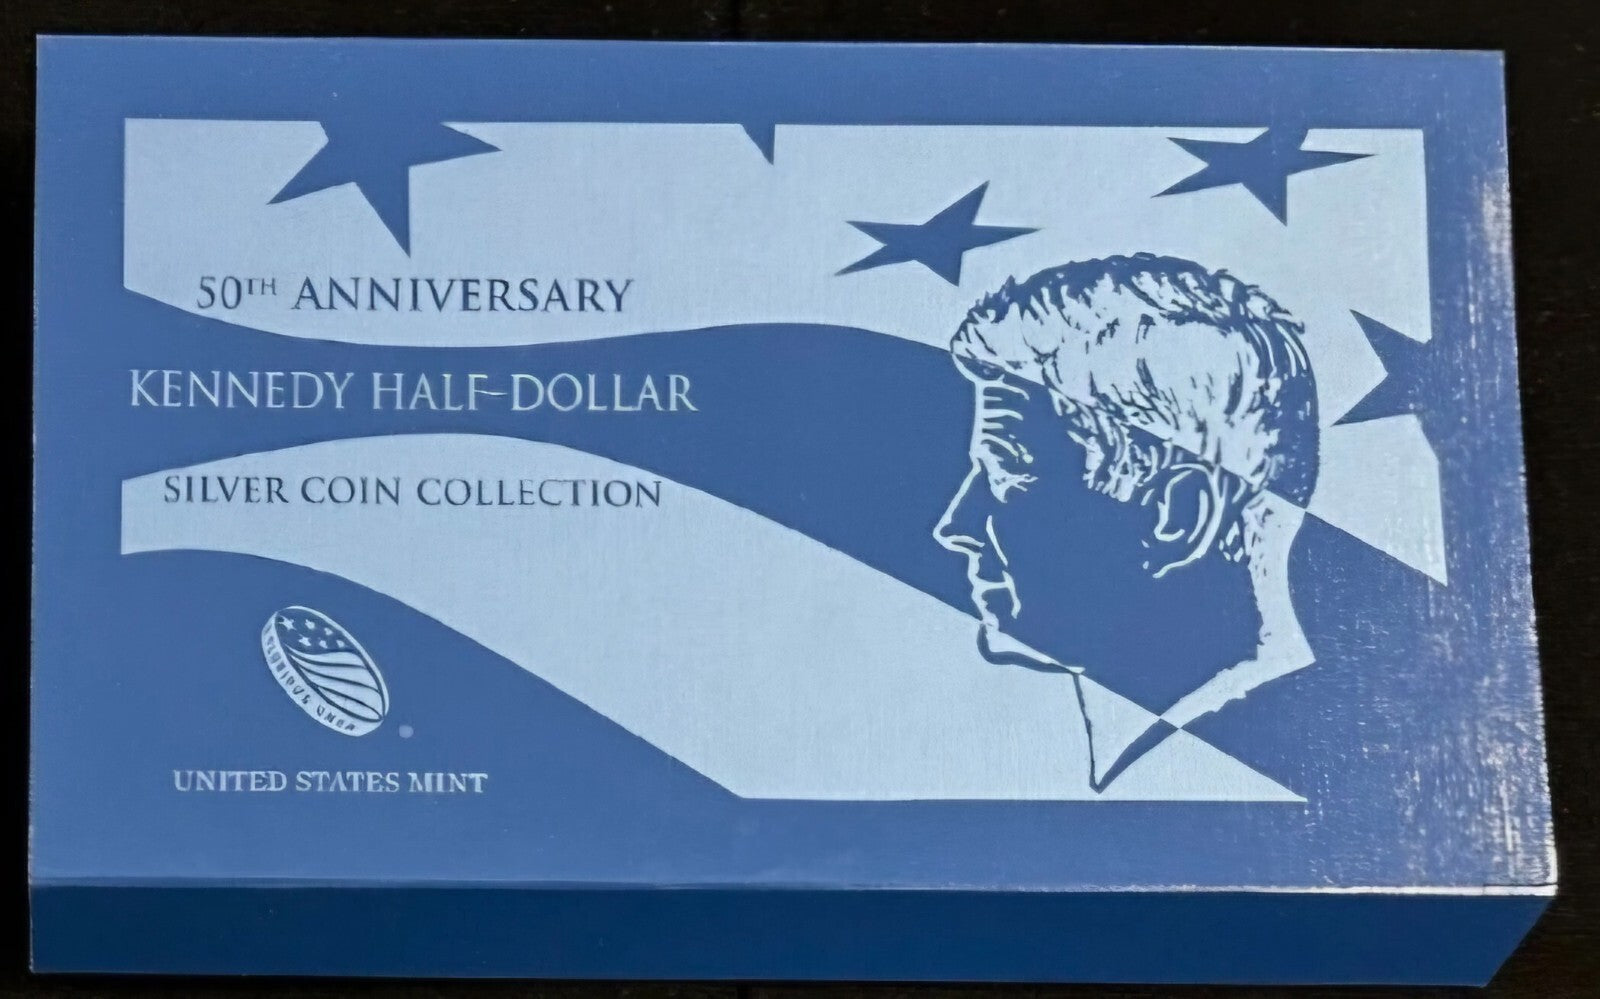 50TH ANNIVERSARY
KENNEDY HALF-DOLLAR
SILVER COIN COLLECTION
UNITED STATES MINT